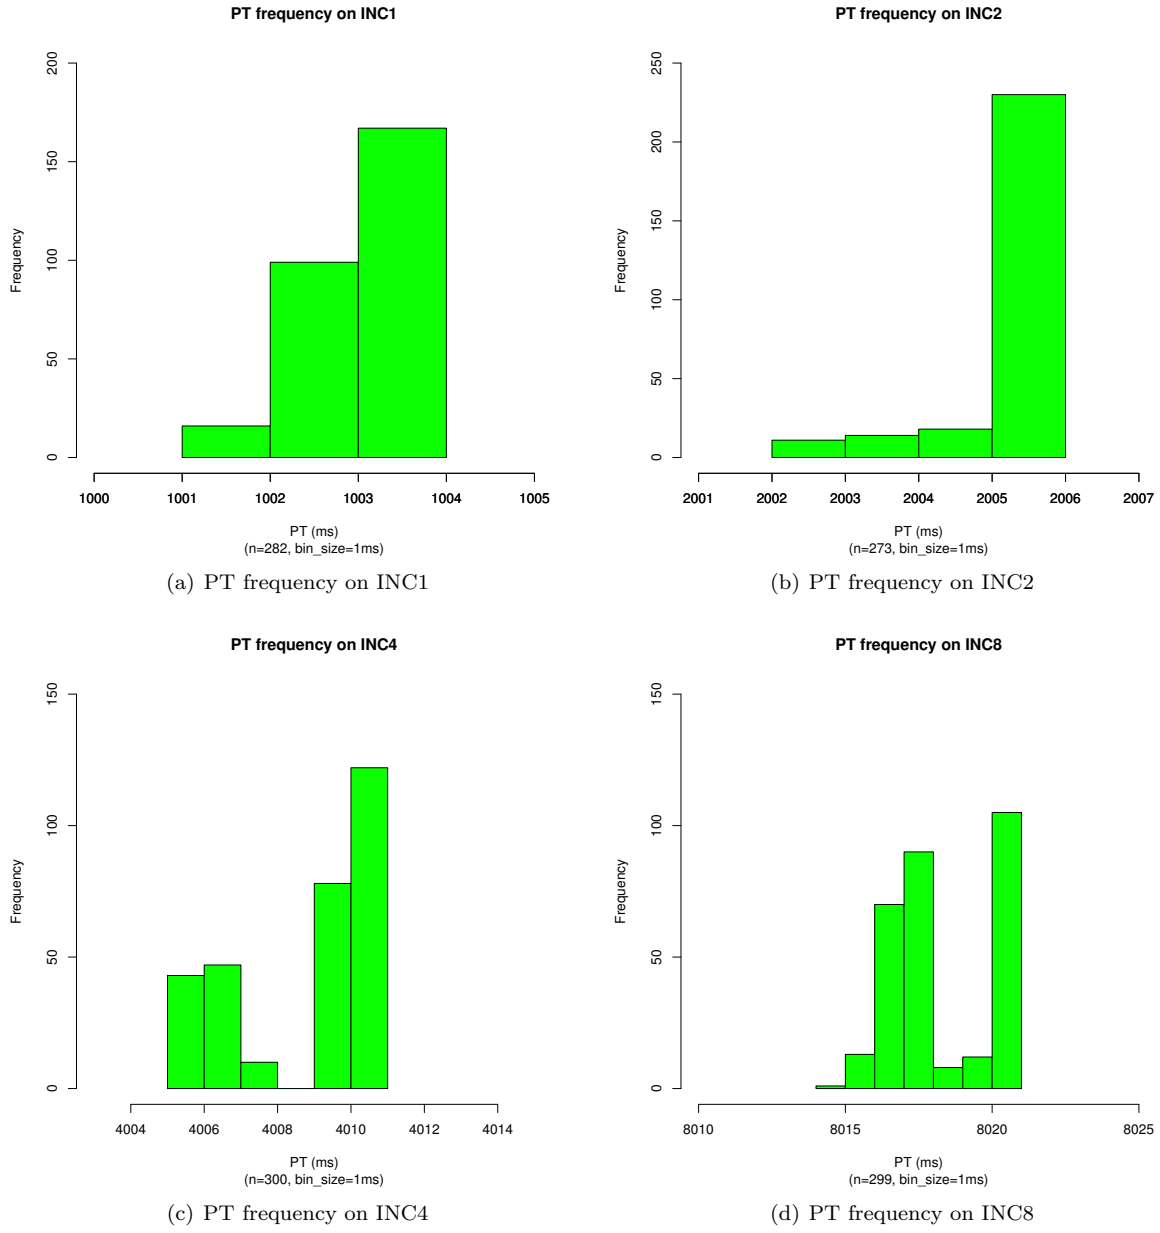 PT frequency on INC1
Frequency
200
150
100
50
0
1000 1001 1002 1003 1004 1005
PT (ms)
(n=282, bin_size=1ms)
(a) PT frequency on INC1
PT frequency on INC2
Frequency
250
200
150
100
50
0
2001 2002 2003 2004 2005 2006 2007
PT (ms)
(n=273, bin_size=1ms)
(b) PT frequency on INC2
PT frequency on INC4
Frequency
150
100
50
0
4004 4006 4008 4010 4012 4014
PT (ms)
(n=300, bin_size=1ms)
(c) PT frequency on INC4
PT frequency on INC8
Frequency
150
100
50
0
8010 8015 8020 8025
PT (ms)
(n=299, bin_size=1ms)
(d) PT frequency on INC8